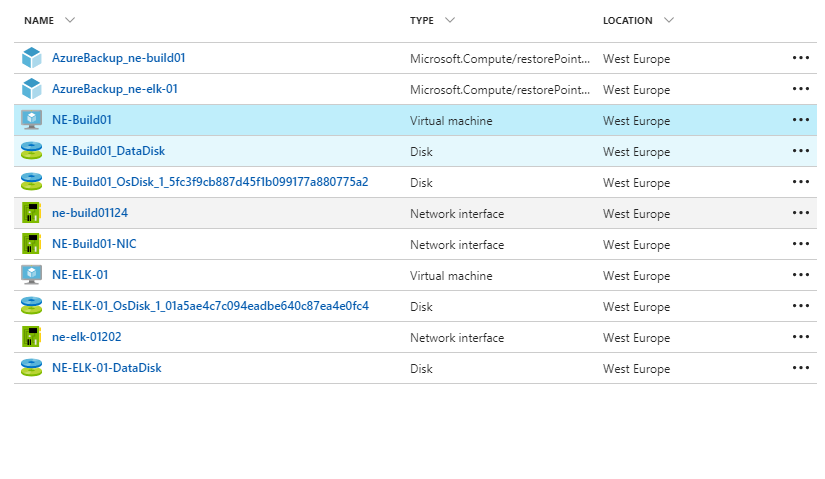 NAME TYPE LOCATION
AzureBackup_ne-build01 Microsoft.Compute/restorePoint... West Europe
AzureBackup_ne-elk-01 Microsoft.Compute/restorePoint... West Europe
NE-Build01 Virtual machine West Europe
NE-Build01_DataDisk Disk West Europe
NE-Build01_OsDisk_1_5fc3f9cb887d45f1b099177a880775a2 Disk West Europe
ne-build01124 Network interface West Europe
NE-Build01-NIC Network interface West Europe
NE-ELK-01 Virtual machine West Europe
NE-ELK-01_OsDisk_1_01a5ae4c7c094eadbe640c87ea4e0fc4 Disk West Europe
ne-elk-01202 Network interface West Europe
NE-ELK-01-DataDisk Disk West Europe